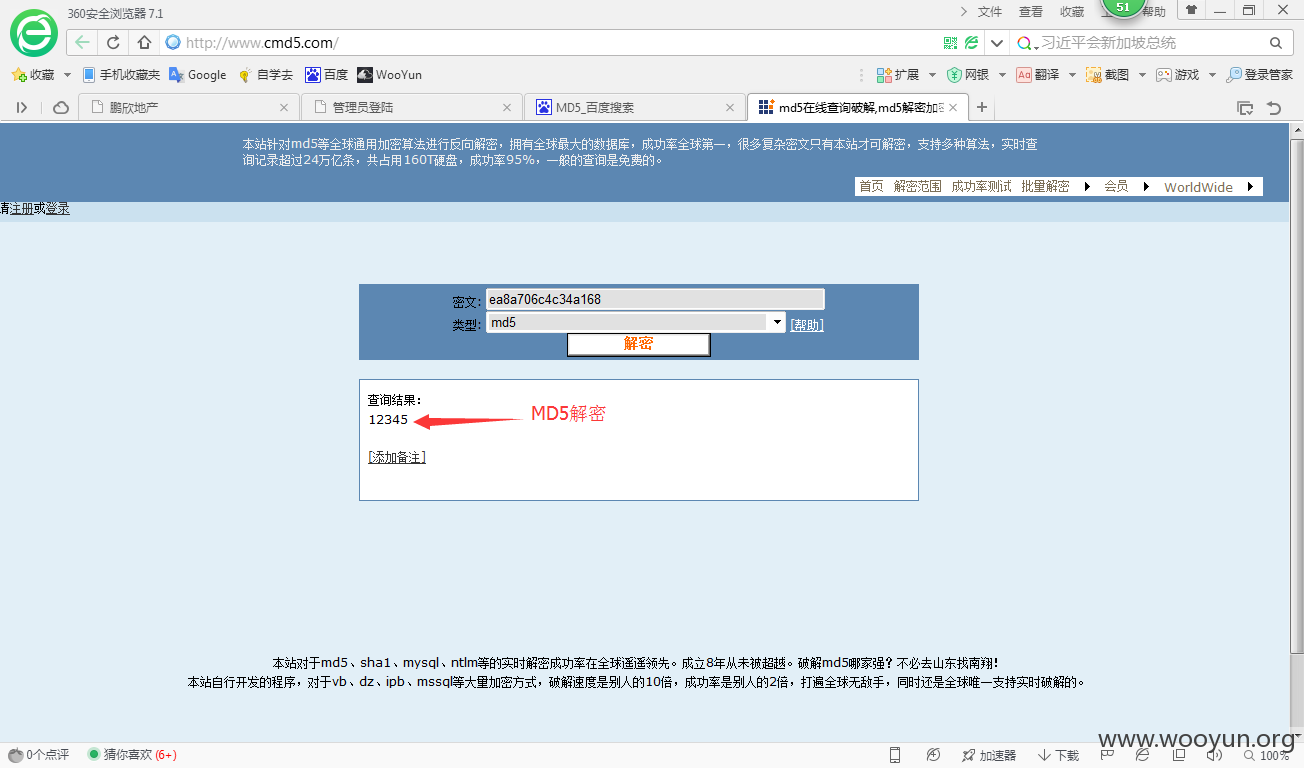 360安全浏览器 7.1
文件 查看 收藏 帮助
51
http://www.cmd5.com/
习近平会新加坡总统
收藏 手机收藏夹 Google 自学去 百度 WooYun 扩展 网银 翻译 截图 游戏 登录管家
鹏欣地产 管理员登陆 MD5_百度搜索 md5在线查询破解,md5解密加密
本站针对md5等全球通用加密算法进行反向解密，拥有全球最大的数据库，成功率全球第一，很多复杂密文只有本站才可解密，支持多种算法，实时查
询记录超过24万亿条，共占用160T硬盘，成功率95%，一般的查询是免费的。
首页 解密范围 成功率测试 批量解密 会员 WorldWide
请注册或登录
密文: ea8a706c4c34a168
类型: md5 [帮助]
解密
查询结果：
12345
MD5解密
[添加备注]
本站对于md5、sha1、mysql、ntlm等的实时解密成功率在全球遥遥领先。成立8年从未被超越。破解md5哪家强？不必去山东找南翔！
本站自行开发的程序，对于vb、dz、ipb、mssql等大量加密方式，破解速度是别人的10倍，成功率是别人的2倍，打遍全球无敌手，同时还是全球唯一支持实时破解的。
www.wooyun.org
0个点评 猜你喜欢 (6+) 加速器 下载 100%